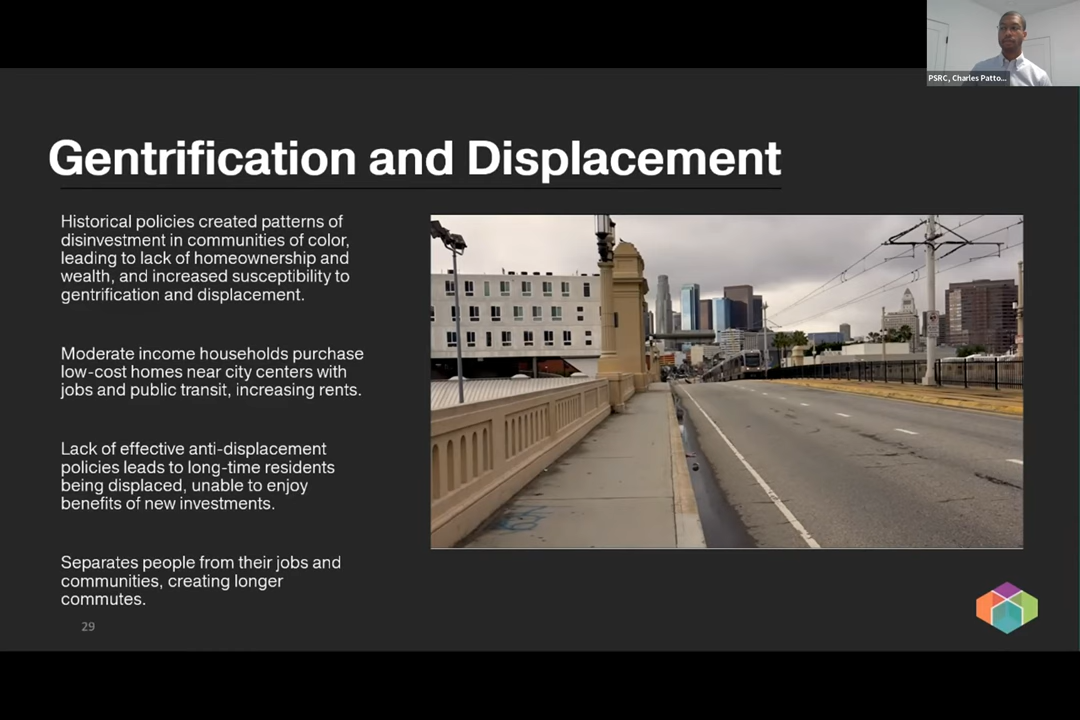 PSRC, Charles Patto...
Gentrification and Displacement
Historical policies created patterns of
disinvestment in communities of color,
leading to lack of homeownership and
wealth, and increased susceptibility to
gentrification and displacement.
Moderate income households purchase
low-cost homes near city centers with
jobs and public transit, increasing rents.
Lack of effective anti-displacement
policies leads to long-time residents
being displaced, unable to enjoy
benefits of new investments.
Separates people from their jobs and
communities, creating longer
commutes.
29